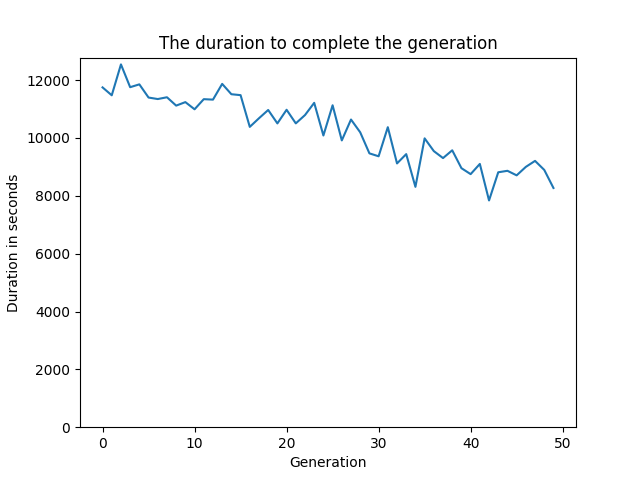 The duration to complete the generation
Duration in seconds
12000
10000
8000
6000
4000
2000
0
0 10 20 30 40 50
Generation